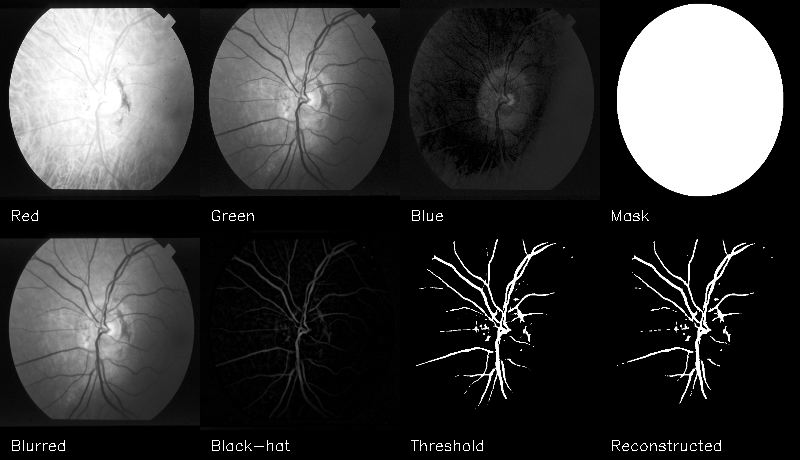 Red
Green
Blue
Mask
Blurred
Black-hat
Threshold
Reconstructed